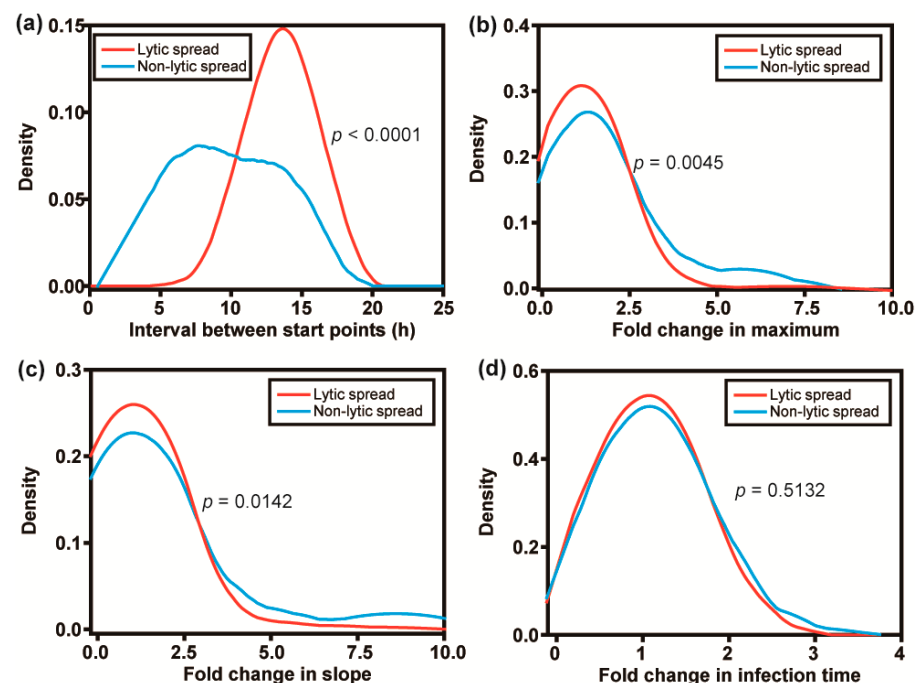 (a)
0.15
0.10
0.05
0.00
Density
Lytic spread
Non-lytic spread
p < 0.0001
0 5 10 15 20 25
Interval between start points (h)
(b)
0.4
0.3
0.2
0.1
0.0
Density
Lytic spread
Non-lytic spread
p = 0.0045
0.0 2.5 5.0 7.5 10.0
Fold change in maximum
(c)
0.3
0.2
0.1
0.0
Density
Lytic spread
Non-lytic spread
p = 0.0142
0.0 2.5 5.0 7.5 10.0
Fold change in slope
(d)
0.6
0.4
0.2
0.0
Density
Lytic spread
Non-lytic spread
p = 0.5132
0 1 2 3 4
Fold change in infection time